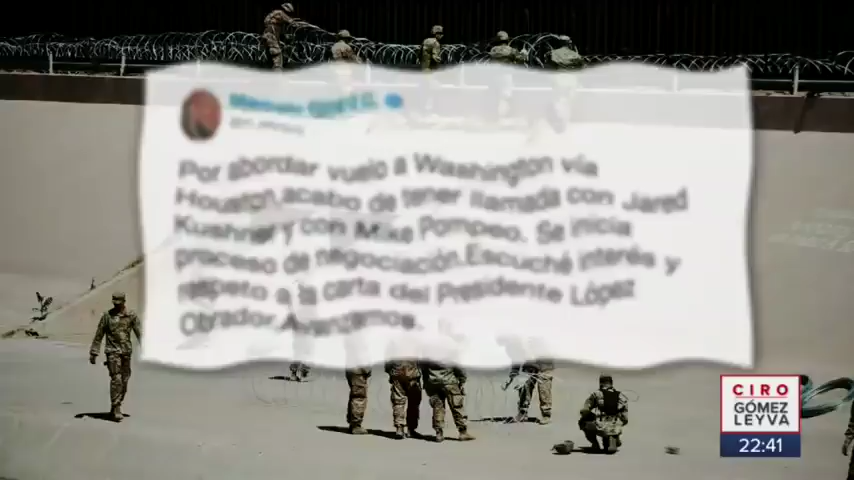 Por abordar vuelo a Washington vía
Houston,acabo de tener llamada con Jared
Kushner y con Mike Pompeo. Se inicia
proceso de negociación.Escuché interés y
respeto a la carta del Presidente López
Obrador.Avanzamos.
CIRO
GÓMEZ
LEYVA
22:41